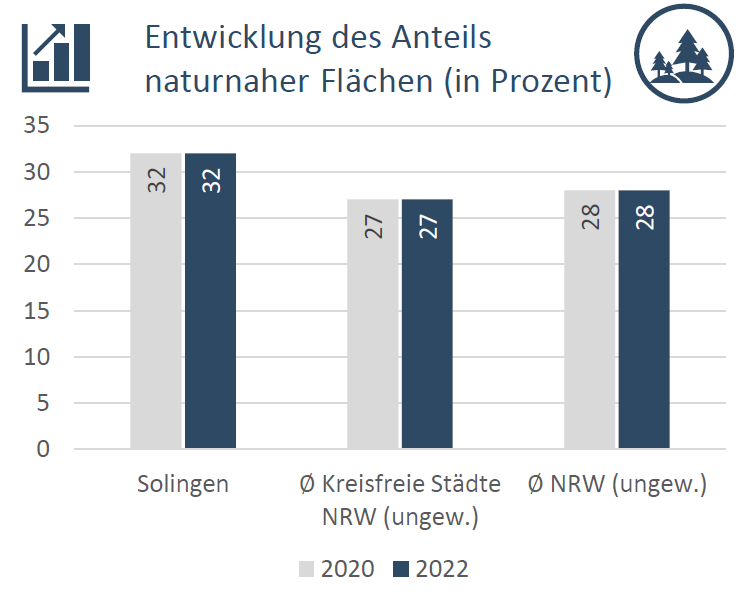 Entwicklung des Anteils
naturnaher Flächen (in Prozent)
35
30
25
20
15
10
5
0
32
32
27
27
28
28
Solingen
Ø Kreisfreie Städte
NRW (ungew.)
Ø NRW (ungew.)
2020
2022